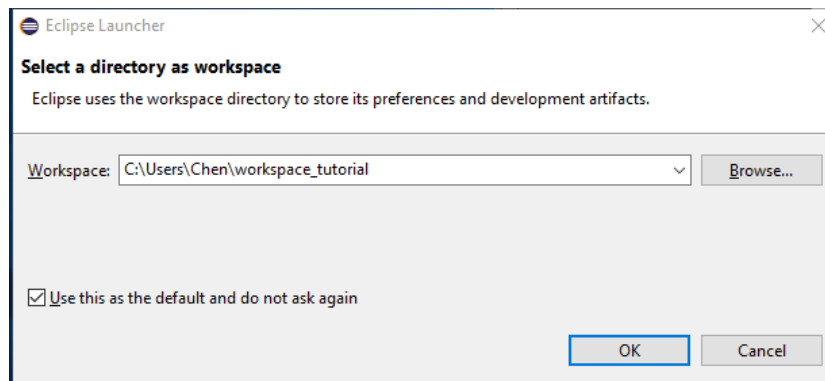 Eclipse Launcher
Select a directory as workspace
Eclipse uses the workspace directory to store its preferences and development artifacts.
Workspace: C:\Users\Chen\workspace_tutorial Browse...
Use this as the default and do not ask again
OK Cancel